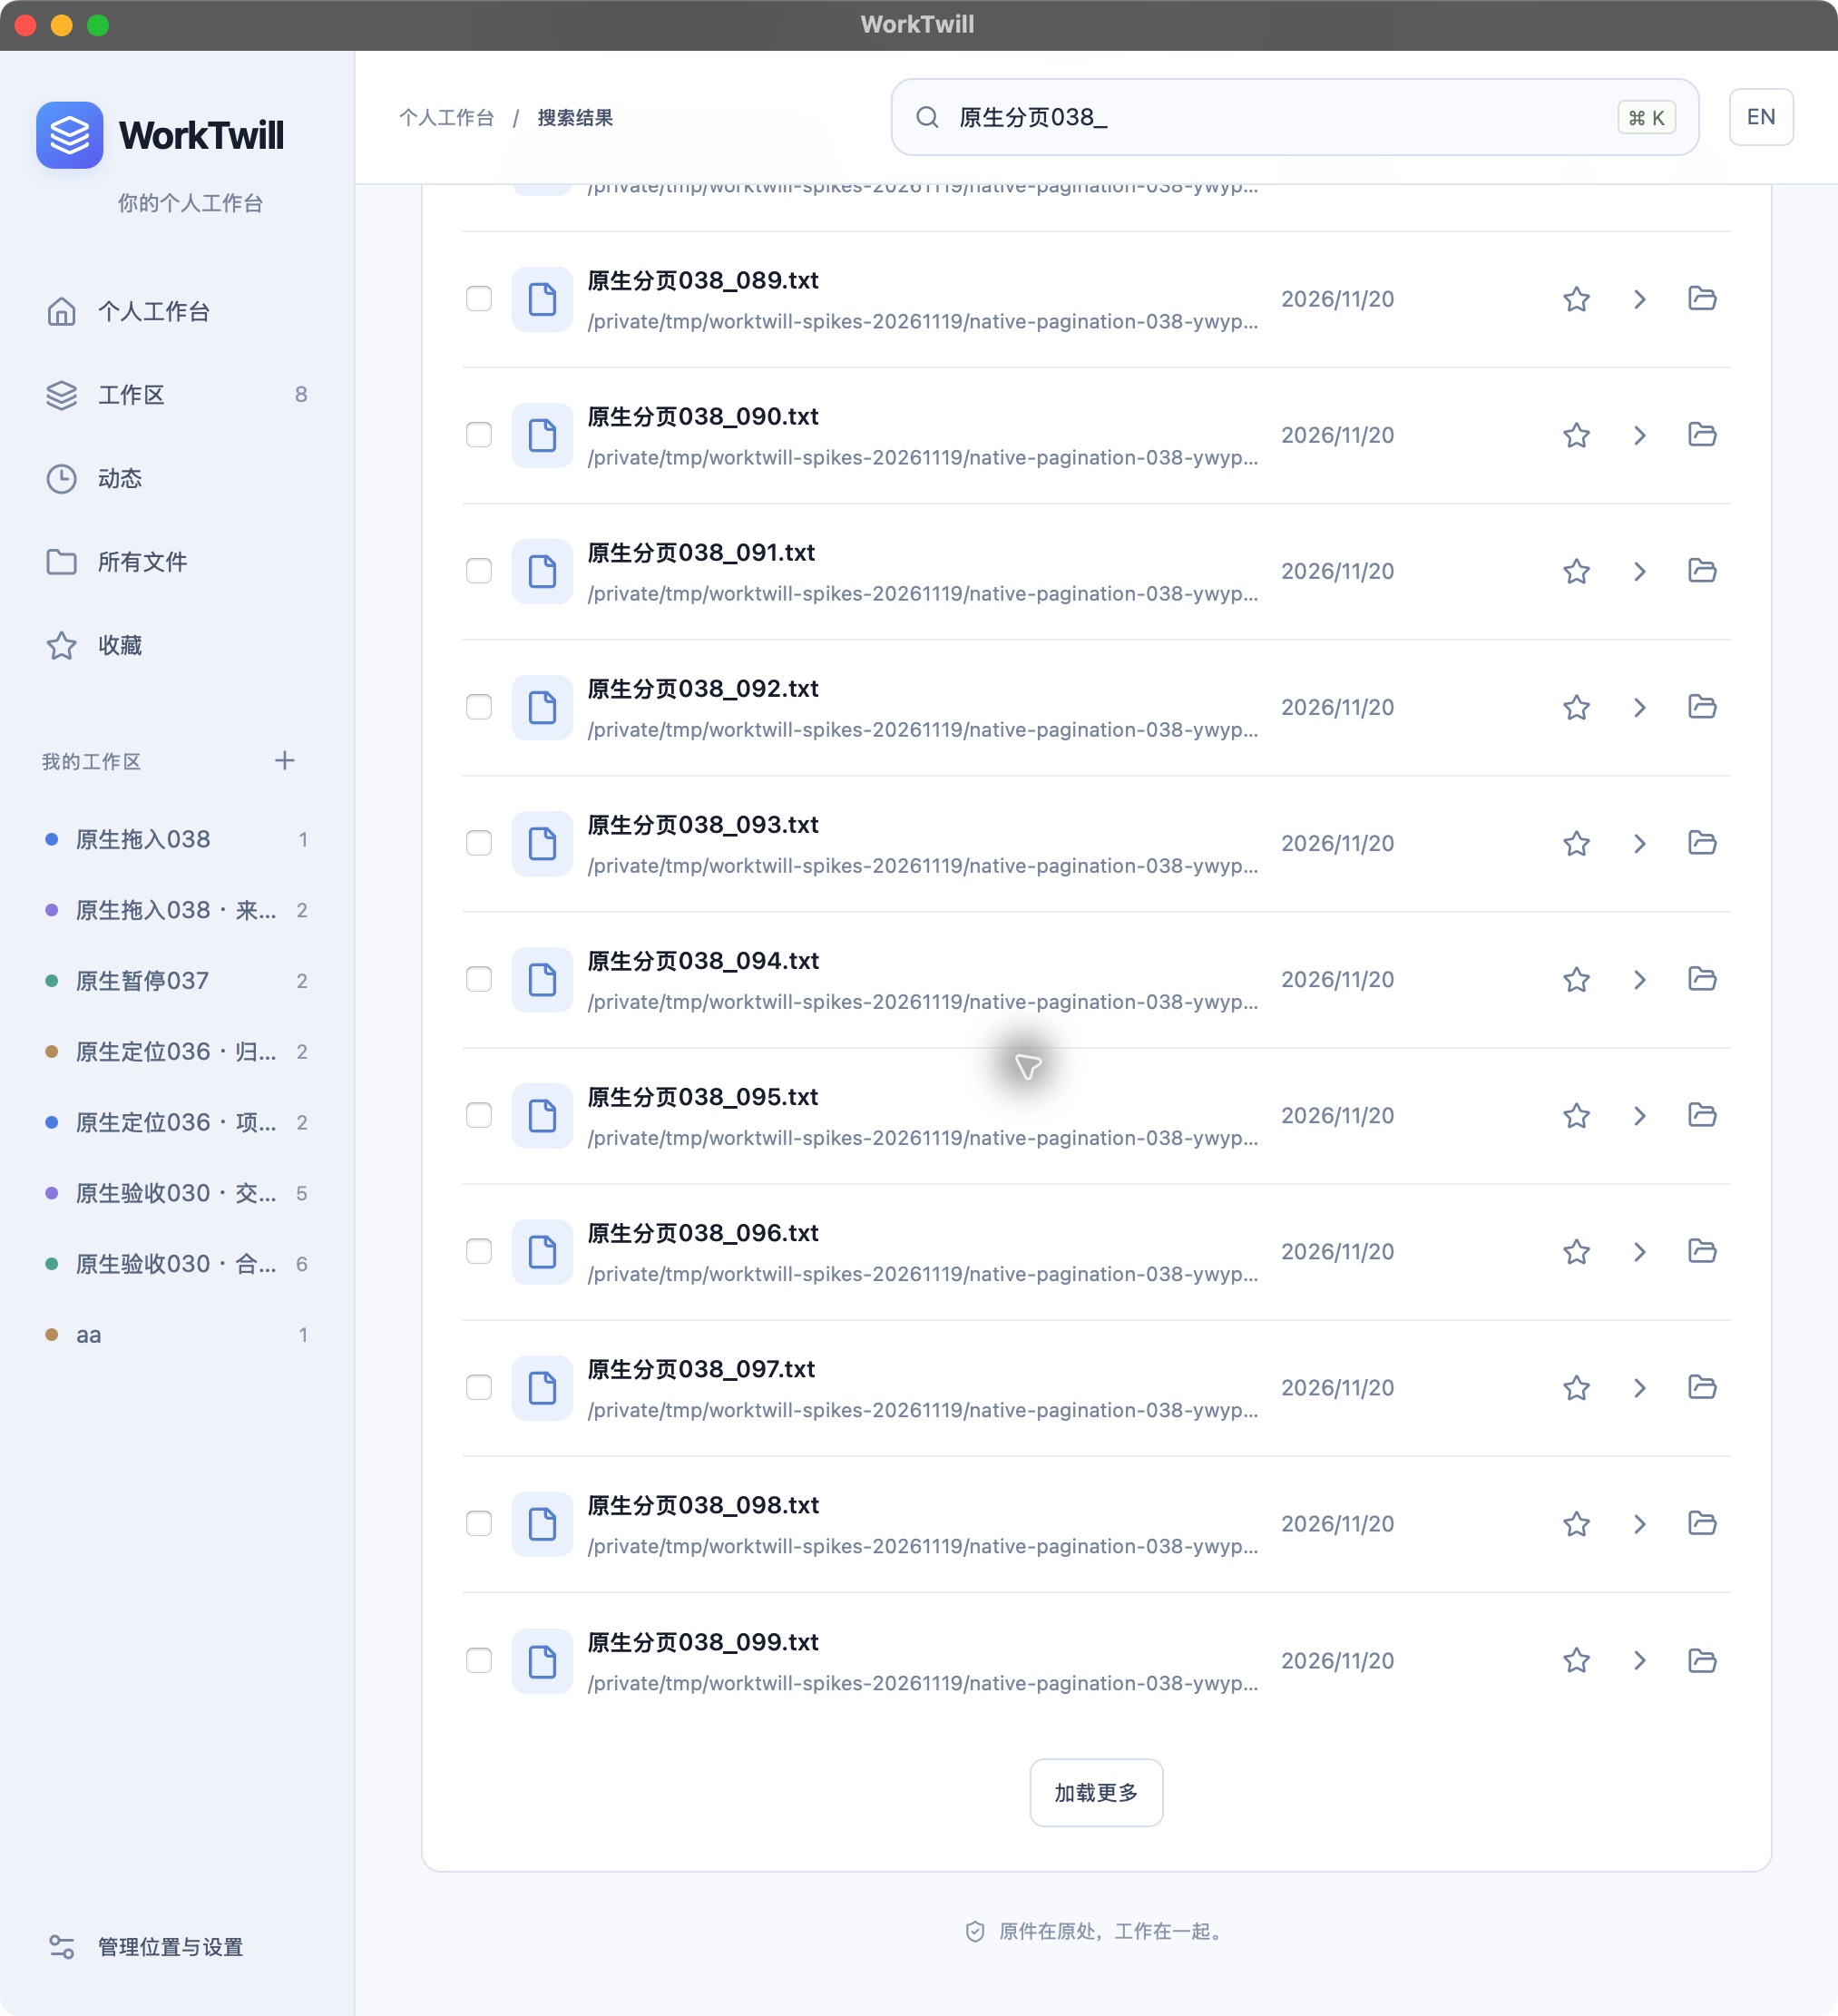 WorkTwill
WorkTwill
你的个人工作台
个人工作台
工作区 8
动态
所有文件
收藏
我的工作区
原生拖入038 1
原生拖入038 · 来... 2
原生暂停037 2
原生定位036 · 归... 2
原生定位036 · 项... 2
原生验收030 · 交... 5
原生验收030 · 合... 6
aa 1
管理位置与设置
个人工作台 / 搜索结果
原生分页038_ ⌘ K
EN
/private/tmp/worktwill-spikes-20261119/native-pagination-038-ywyp...
原生分页038_089.txt
/private/tmp/worktwill-spikes-20261119/native-pagination-038-ywyp...
2026/11/20
原生分页038_090.txt
/private/tmp/worktwill-spikes-20261119/native-pagination-038-ywyp...
2026/11/20
原生分页038_091.txt
/private/tmp/worktwill-spikes-20261119/native-pagination-038-ywyp...
2026/11/20
原生分页038_092.txt
/private/tmp/worktwill-spikes-20261119/native-pagination-038-ywyp...
2026/11/20
原生分页038_093.txt
/private/tmp/worktwill-spikes-20261119/native-pagination-038-ywyp...
2026/11/20
原生分页038_094.txt
/private/tmp/worktwill-spikes-20261119/native-pagination-038-ywyp...
2026/11/20
原生分页038_095.txt
/private/tmp/worktwill-spikes-20261119/native-pagination-038-ywyp...
2026/11/20
原生分页038_096.txt
/private/tmp/worktwill-spikes-20261119/native-pagination-038-ywyp...
2026/11/20
原生分页038_097.txt
/private/tmp/worktwill-spikes-20261119/native-pagination-038-ywyp...
2026/11/20
原生分页038_098.txt
/private/tmp/worktwill-spikes-20261119/native-pagination-038-ywyp...
2026/11/20
原生分页038_099.txt
/private/tmp/worktwill-spikes-20261119/native-pagination-038-ywyp...
2026/11/20
加载更多
原件在原处，工作在一起。